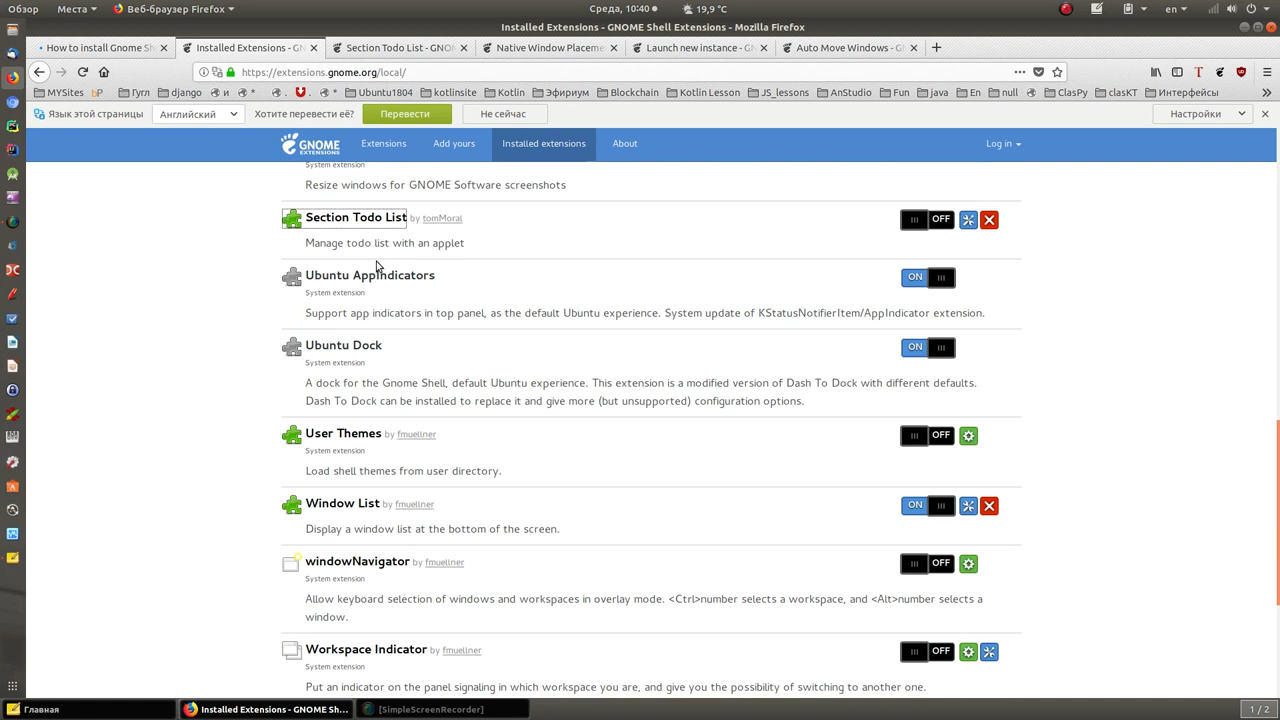 Обзор Места Веб-браузер Firefox Среда, 10:40 19,9 °C en
Installed Extensions - GNOME Shell Extensions - Mozilla Firefox
How to install Gnome Sh Installed Extensions - GN Section Todo List - GNOM Native Window Placeme Launch new instance - G Auto Move Windows - GN
https://extensions.gnome.org/local/
MYSites bP Гугл django и * . . * . Ubuntu1804 kotlinsite Kotlin Эфириум Blockchain Kotlin Lesson JS_lessons AnStudio Fun java En null ClasPy clasKT Интерфейсы
Язык этой страницы Английский Хотите перевести её? Перевести Не сейчас Настройки
GNOME EXTENSIONS Extensions Add yours Installed extensions About Log in
System extension
Resize windows for GNOME Software screenshots
Section Todo List by tomMoral OFF
Manage todo list with an applet
Ubuntu AppIndicators ON
System extension
Support app indicators in top panel, as the default Ubuntu experience. System update of KStatusNotifierItem/AppIndicator extension.
Ubuntu Dock ON
System extension
A dock for the Gnome Shell, default Ubuntu experience. This extension is a modified version of Dash To Dock with different defaults.
Dash To Dock can be installed to replace it and give more (but unsupported) configuration options.
User Themes by fmuellner OFF
System extension
Load shell themes from user directory.
Window List by fmuellner ON
Display a window list at the bottom of the screen.
windowNavigator by fmuellner OFF
System extension
Allow keyboard selection of windows and workspaces in overlay mode. <Ctrl>number selects a workspace, and <Alt>number selects a
window.
Workspace Indicator by fmuellner OFF
System extension
Put an indicator on the panel signaling in which workspace you are, and give you the possibility of switching to another one.
Главная Installed Extensions - GNOME Sh... [SimpleScreenRecorder] 1 / 2